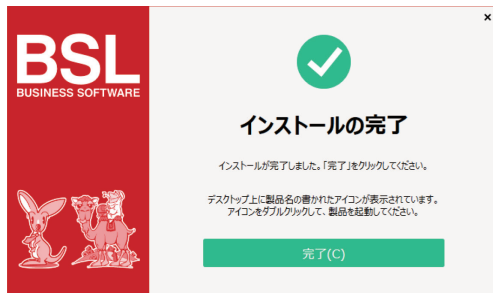 BSL
BUSINESS SOFTWARE
×
インストールの完了
インストールが完了しました。「完了」をクリックしてください。
デスクトップ上に製品名の書かれたアイコンが表示されています。
アイコンをダブルクリックして、製品を起動してください。
完了(C)